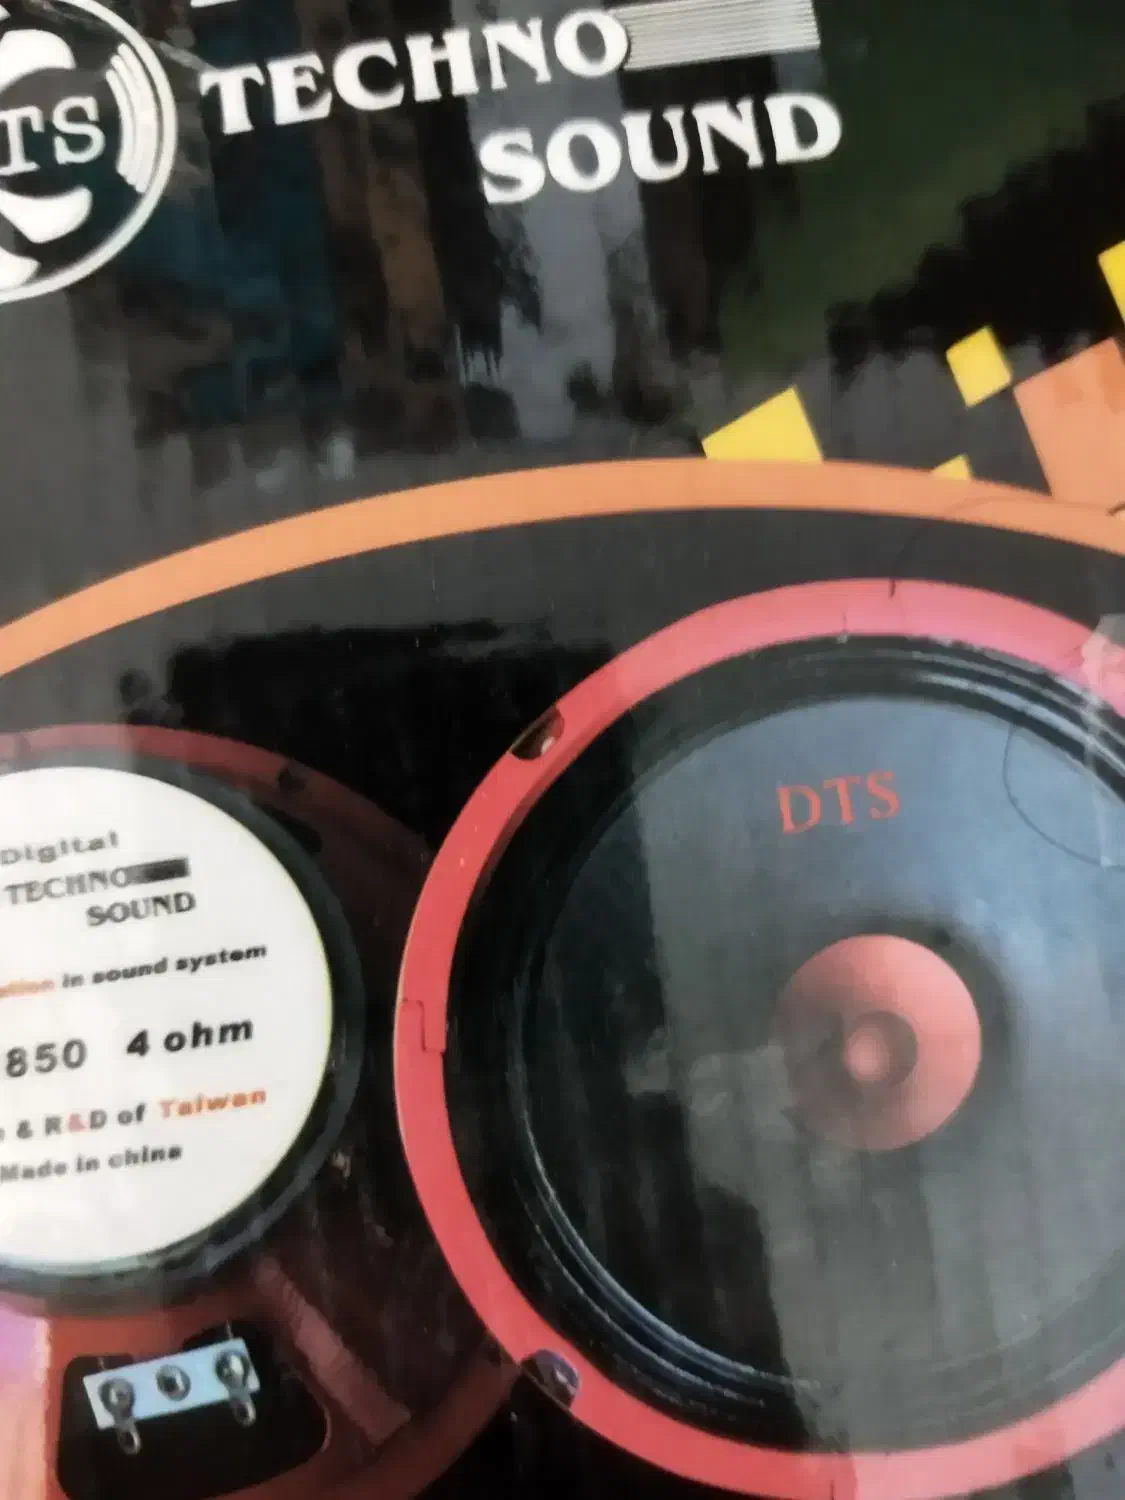 TS
TECHNO
SOUND
DTS
Digital
TECHNO
SOUND
in sound system
850 4 ohm
& R&D of Taiwan
Made in china